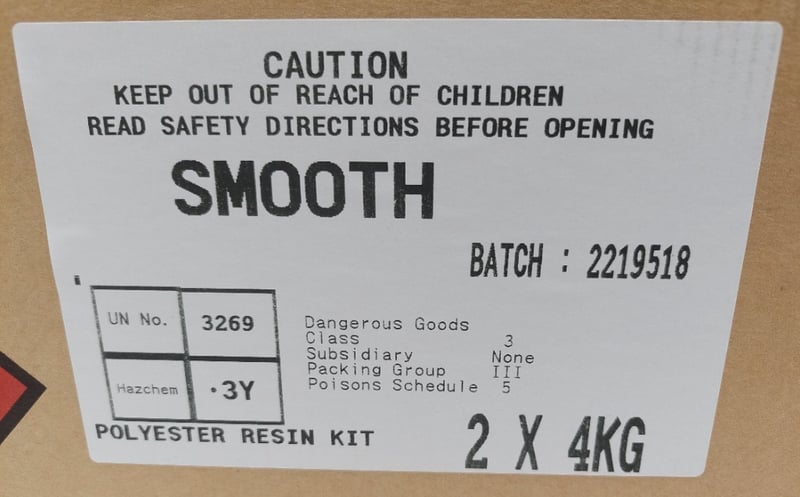 CAUTION
KEEP OUT OF REACH OF CHILDREN
READ SAFETY DIRECTIONS BEFORE OPENING
SMOOTH
BATCH : 2219518
UN No. 3269
Hazchem ·3Y
Dangerous Goods
Class 3
Subsidiary None
Packing Group III
Poisons Schedule 5
POLYESTER RESIN KIT
2 X 4KG